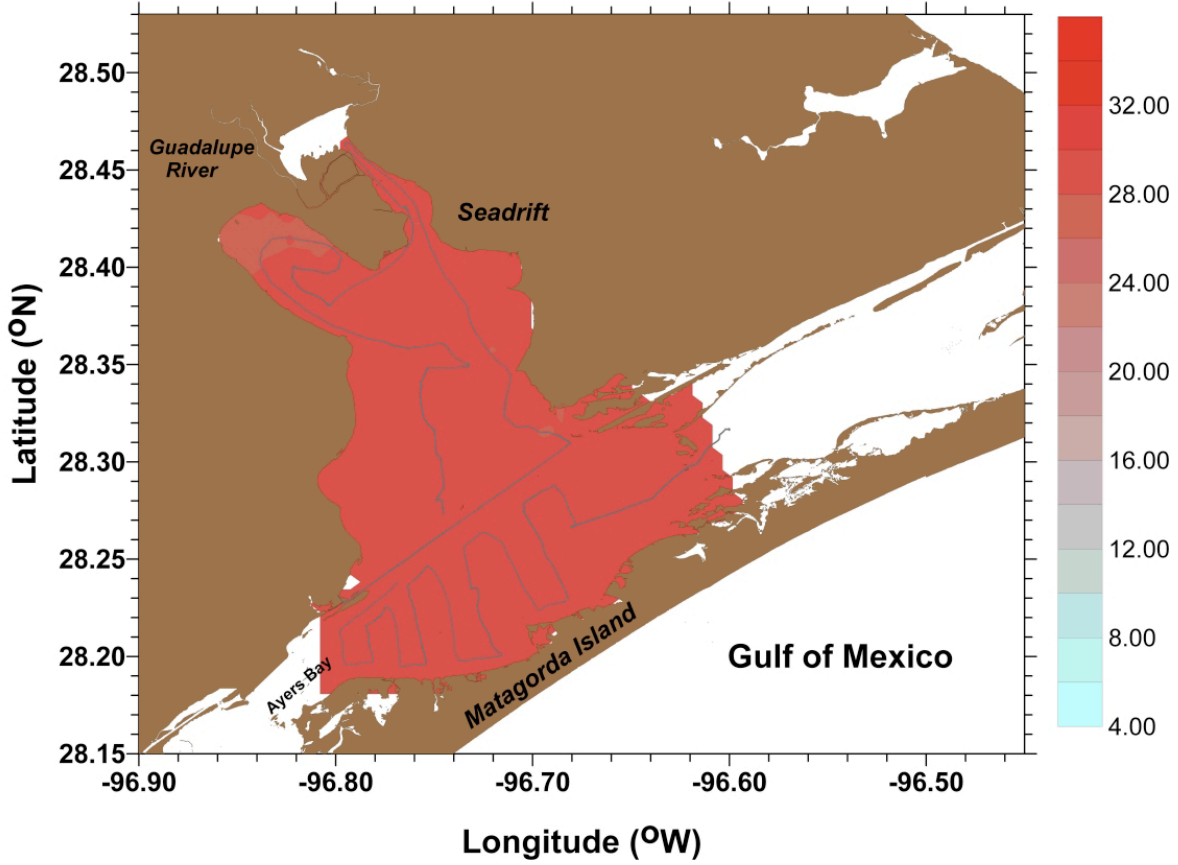 28.50
28.45
28.40
28.35
28.30
28.25
28.20
28.15
Latitude (ᴼN)
Guadalupe
River
Seadrift
Ayers Bay
Matagorda Island
Gulf of Mexico
-96.90
-96.80
-96.70
-96.60
-96.50
Longitude (ᴼW)
32.00
28.00
24.00
20.00
16.00
12.00
8.00
4.00